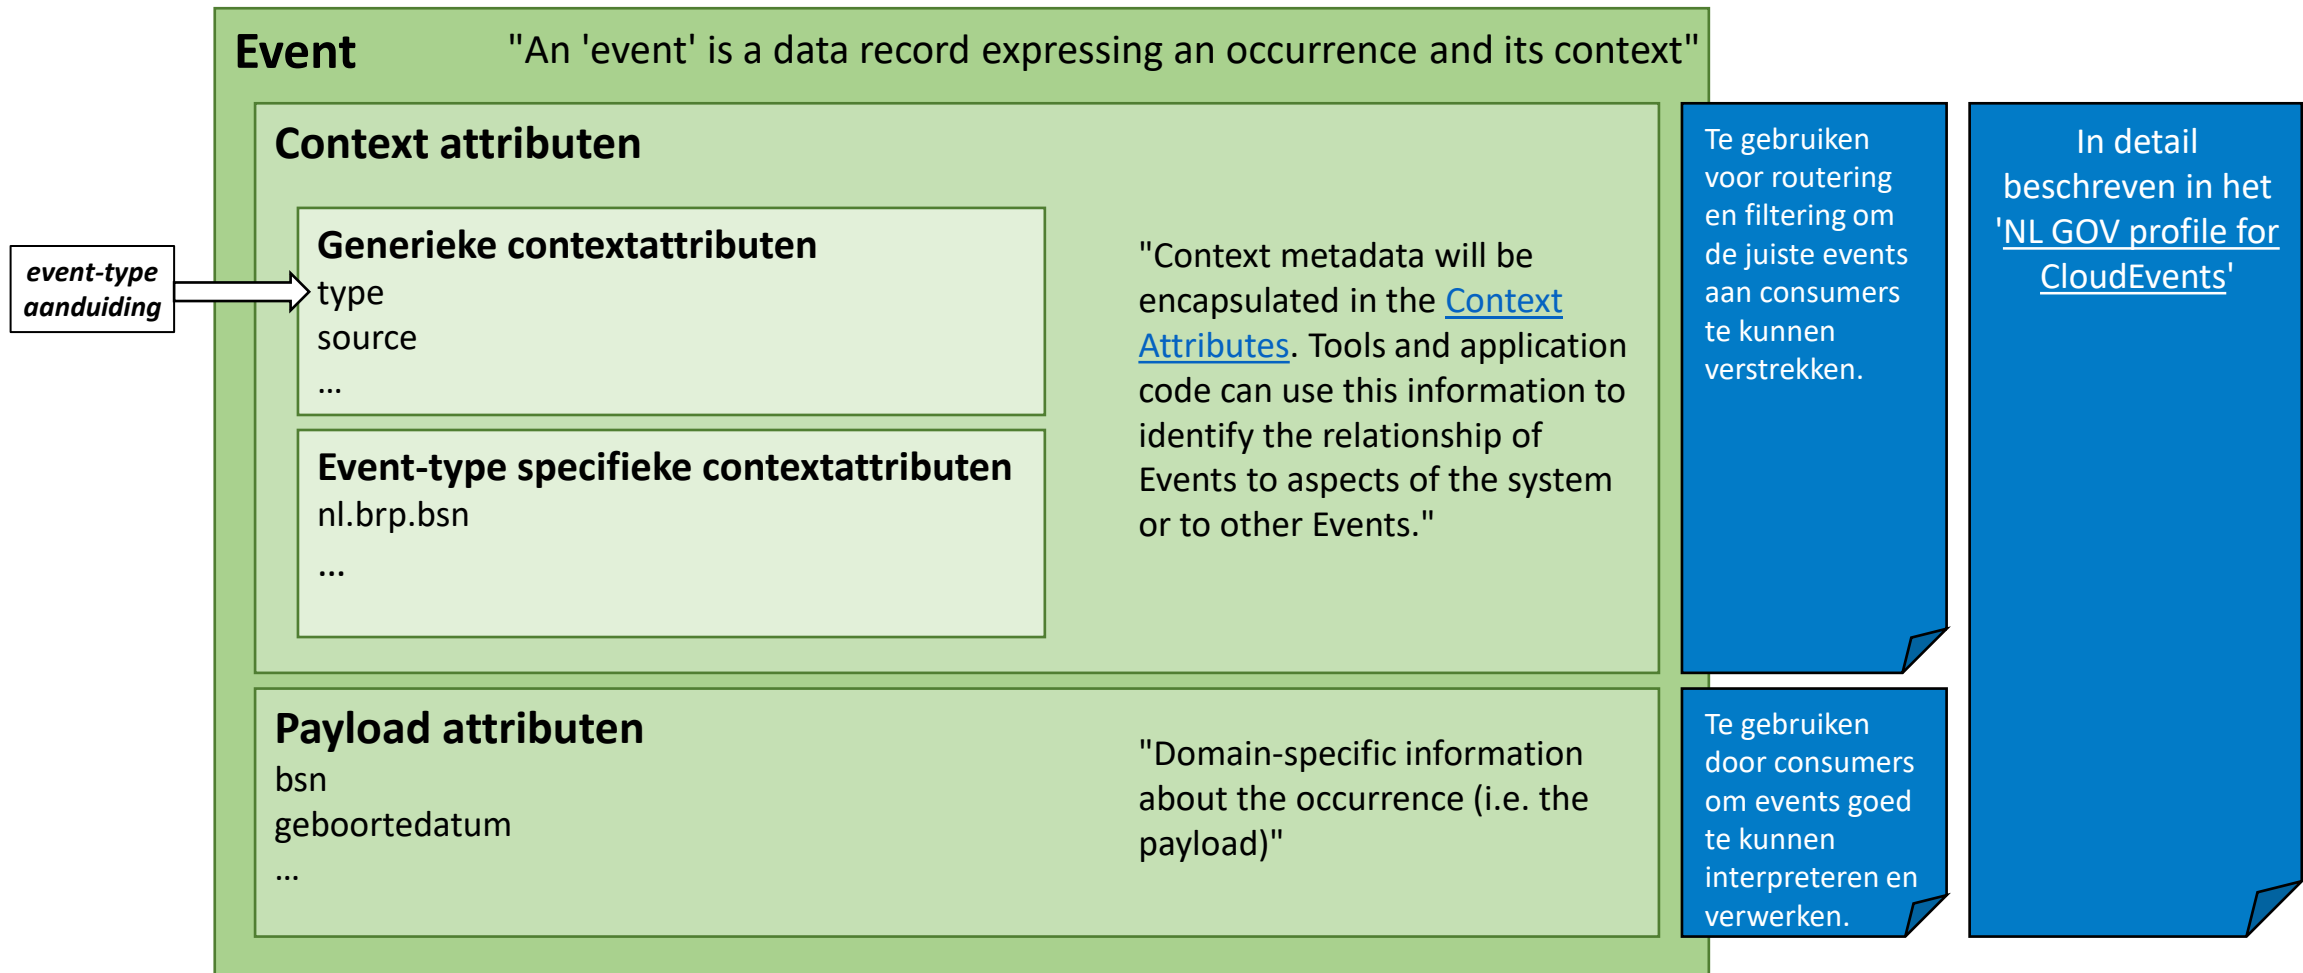 Event
"An 'event' is a data record expressing an occurrence and its context"
Context attributen
Generieke contextattributen
type
source
...
event-type
aanduiding
Event-type specifieke contextattributen
nl.brp.bsn
...
"Context metadata will be
encapsulated in the Context
Attributes. Tools and application
code can use this information to
identify the relationship of
Events to aspects of the system
or to other Events."
Te gebruiken
voor routering
en filtering om
de juiste events
aan consumers
te kunnen
verstrekken.
In detail
beschreven in het
'NL GOV profile for
CloudEvents'
Payload attributen
bsn
geboortedatum
...
"Domain-specific information
about the occurrence (i.e. the
payload)"
Te gebruiken
door consumers
om events goed
te kunnen
interpreteren en
verwerken.